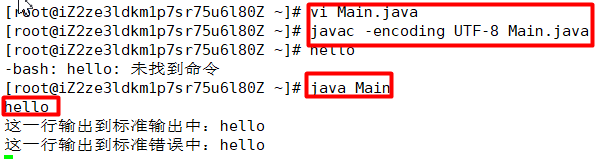 [root@iZ2ze3ldkm1p7sr75u6l80Z ~]# vi Main.java
[root@iZ2ze3ldkm1p7sr75u6l80Z ~]# javac -encoding UTF-8 Main.java
[root@iZ2ze3ldkm1p7sr75u6l80Z ~]# hello
-bash: hello: 未找到命令
[root@iZ2ze3ldkm1p7sr75u6l80Z ~]# java Main
hello
这一行输出到标准输出中：hello
这一行输出到标准错误中：hello